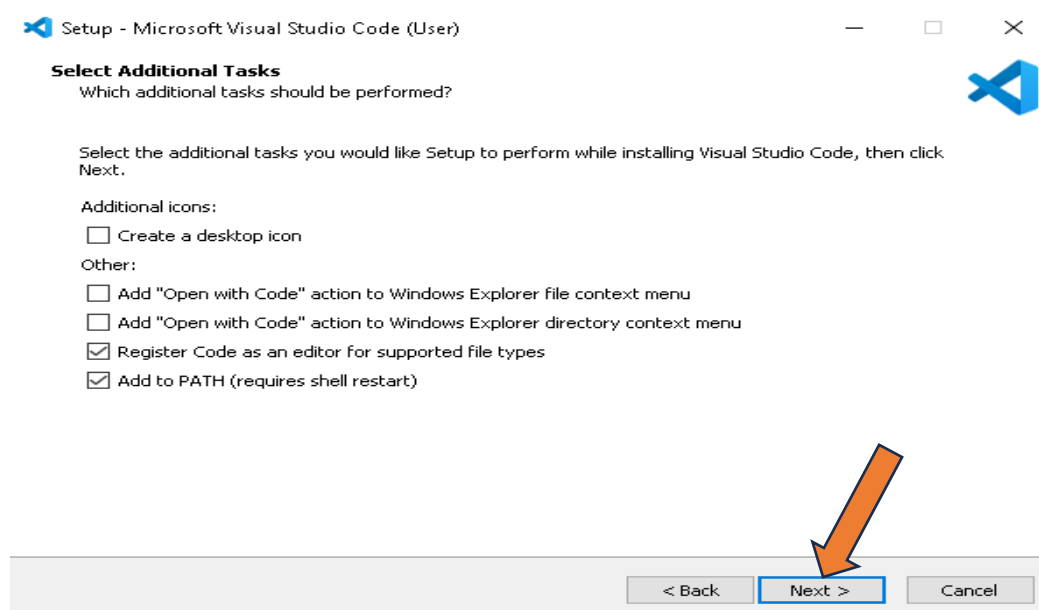 Setup - Microsoft Visual Studio Code (User)
Select Additional Tasks
Which additional tasks should be performed?
Select the additional tasks you would like Setup to perform while installing Visual Studio Code, then click
Next.
Additional icons:
Create a desktop icon
Other:
Add "Open with Code" action to Windows Explorer file context menu
Add "Open with Code" action to Windows Explorer directory context menu
Register Code as an editor for supported file types
Add to PATH (requires shell restart)
< Back Next > Cancel